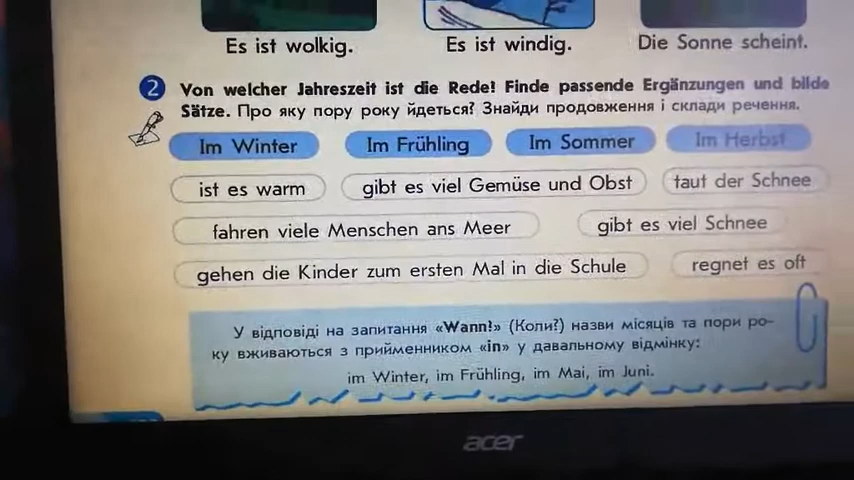 Es ist wolkig. Es ist windig. Die Sonne scheint.
2 Von welcher Jahreszeit ist die Rede? Finde passende Ergänzungen und bilde
Sätze. Про яку пору року йдеться? Знайди продовження і склади речення.
Im Winter Im Frühling Im Sommer Im Herbst
ist es warm gibt es viel Gemüse und Obst taut der Schnee
fahren viele Menschen ans Meer gibt es viel Schnee
gehen die Kinder zum ersten Mal in die Schule regnet es oft
У відповіді на запитання «Wann?» (Коли?) назви місяців та пори ро-
ку вживаються з прийменником «in» у давальному відмінку:
im Winter, im Frühling, im Mai, im Juni.
acer